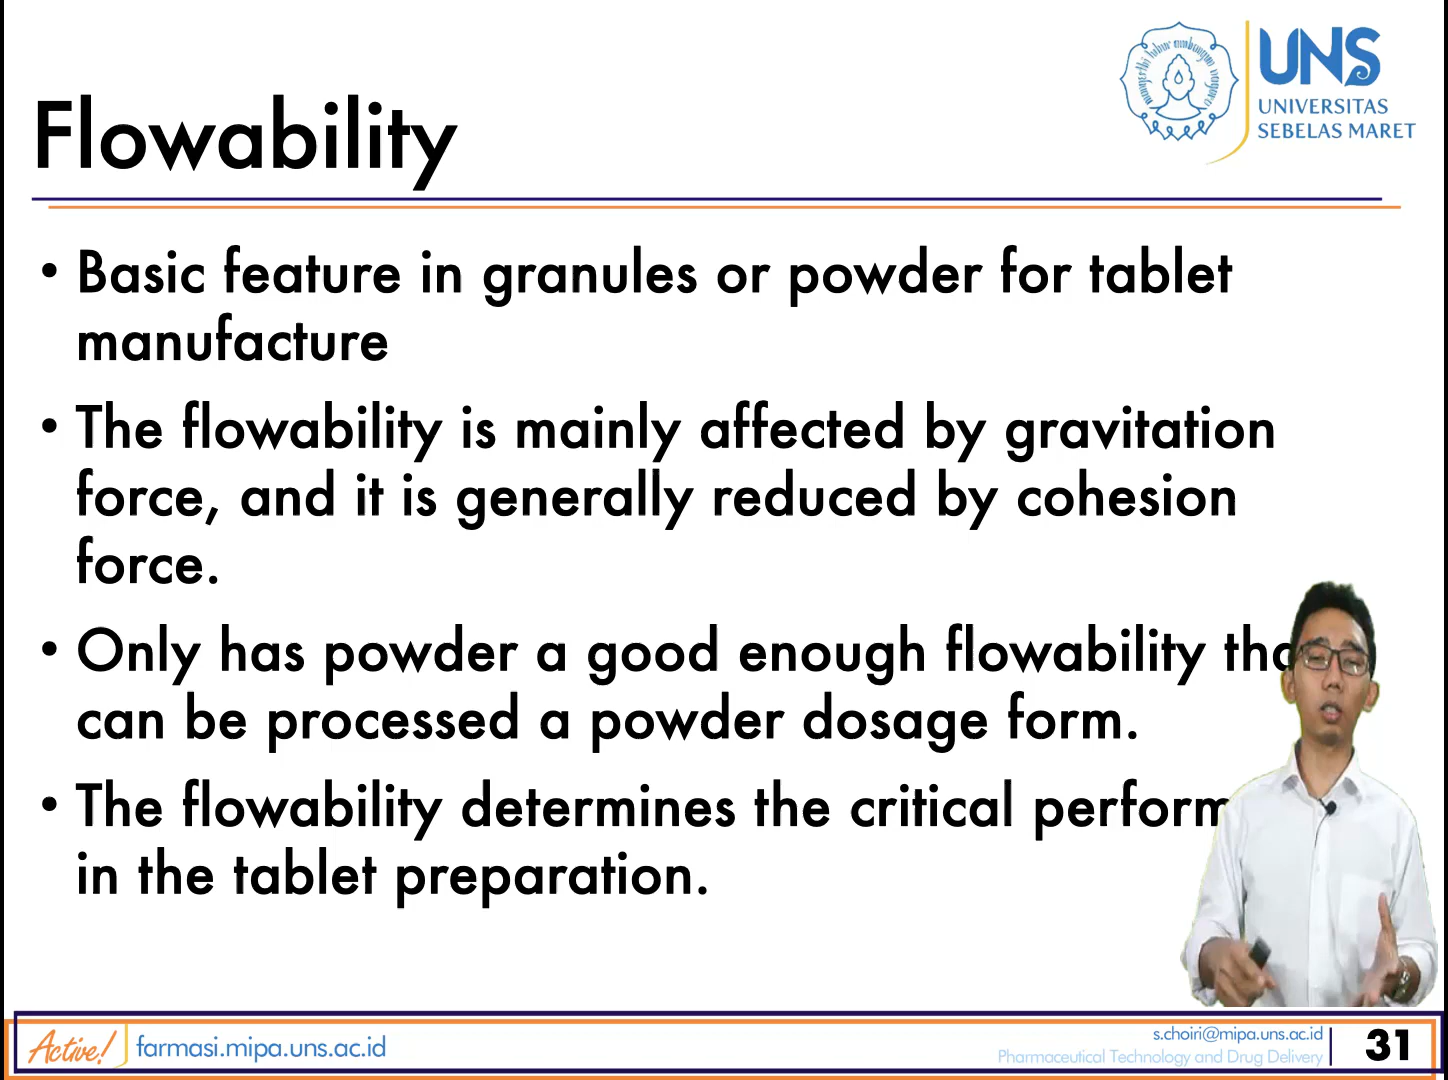 UNS
UNIVERSITAS
SEBELAS MARET
Flowability
• Basic feature in granules or powder for tablet
manufacture
• The flowability is mainly affected by gravitation
force, and it is generally reduced by cohesion
force.
• Only has powder a good enough flowability
can be processed a powder dosage form.
• The flowability determines the critical
in the tablet preparation.
Active!
farmasi.mipa.uns.ac.id
s.choiri@mipa.uns.ac.id
Pharmaceutical Technology and Drug Delivery
31